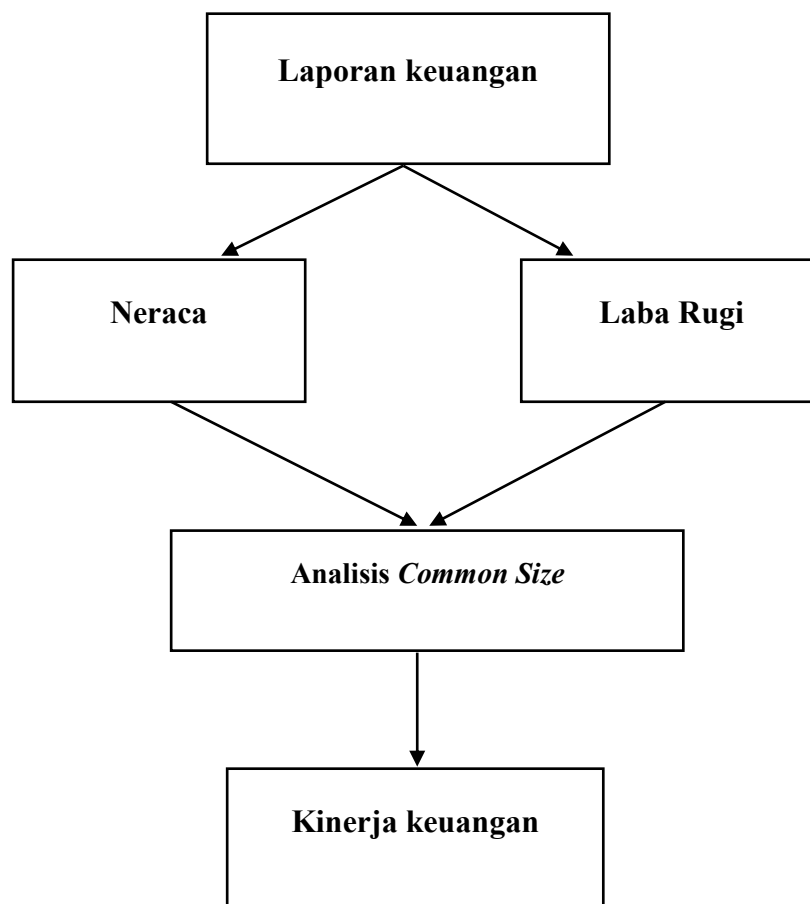 Laporan keuangan
Neraca
Laba Rugi
Analisis Common Size
Kinerja keuangan